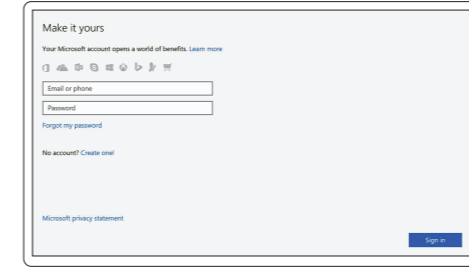 Make it yours
Your Microsoft account opens a world of benefits. Learn more
Email or phone
Password
Forgot my password
No account? Create one!
Microsoft privacy statement
Sign in